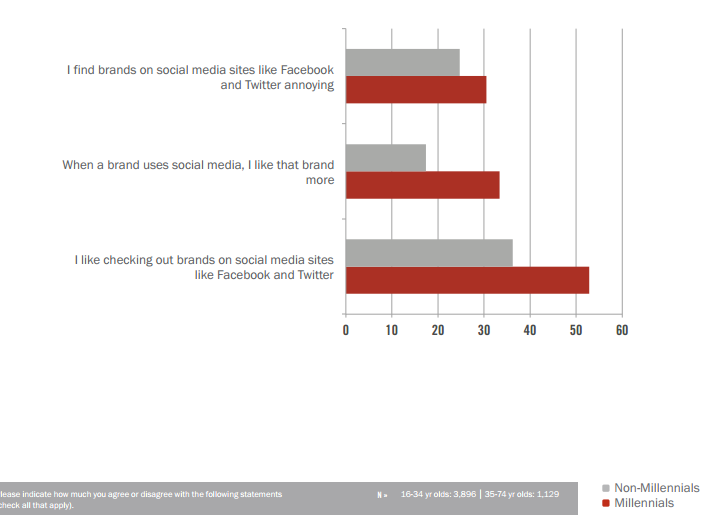 I find brands on social media sites like Facebook
and Twitter annoying
When a brand uses social media, I like that brand
more
I like checking out brands on social media sites
like Facebook and Twitter
0 10 20 30 40 50 60
lease indicate how much you agree or disagree with the following statements
check all that apply).
N = 16-34 yr olds: 3,896 | 35-74 yr olds: 1,129
Non-Millennials
Millennials